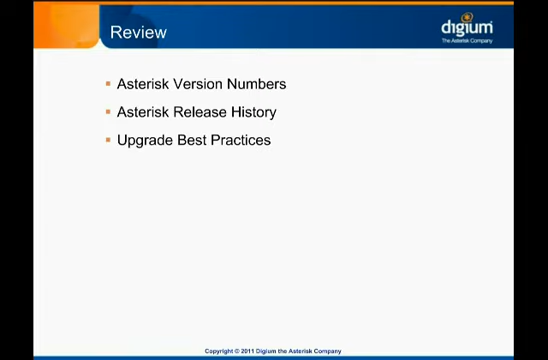 Review
digium
The Asterisk Company
Asterisk Version Numbers
Asterisk Release History
Upgrade Best Practices
Copyright © 2011 Digium the Asterisk Company